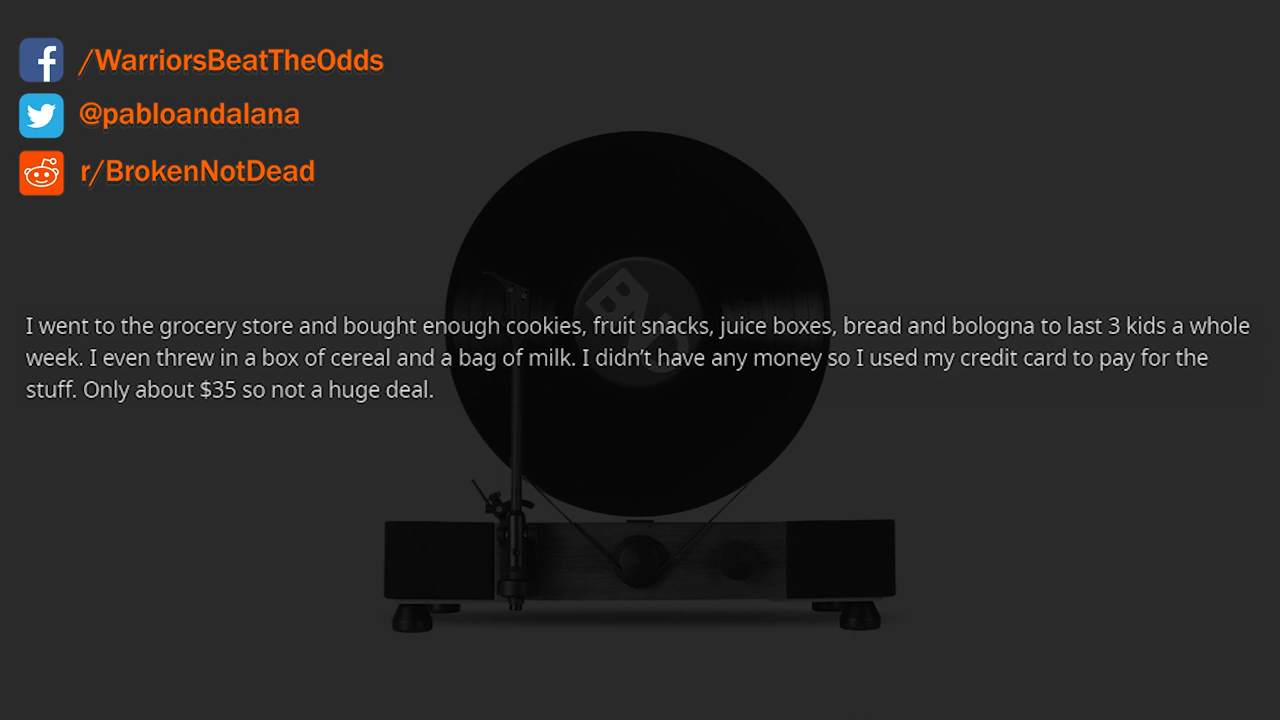 /WarriorsBeatTheOdds
@pabloandalana
r/BrokenNotDead
I went to the grocery store and bought enough cookies, fruit snacks, juice boxes, bread and bologna to last 3 kids a whole
week. I even threw in a box of cereal and a bag of milk. I didn’t have any money so I used my credit card to pay for the
stuff. Only about $35 so not a huge deal.